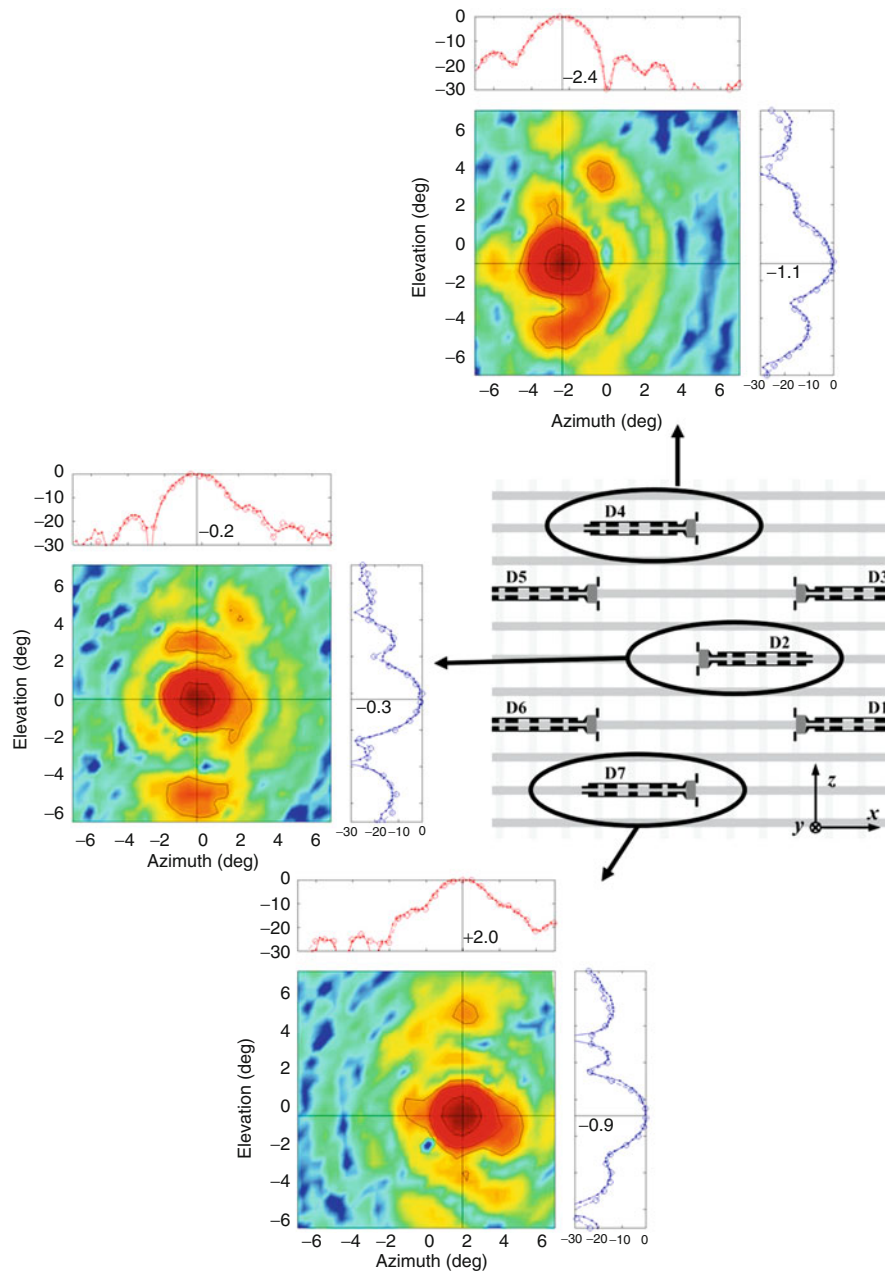 0
−10
−20
−30
−2.4
6
4
2
0
−2
−4
−6
Elevation (deg)
−1.1
−6 −4 −2 0 2 4 6
−30 −20 −10 0
Azimuth (deg)
0
−10
−20
−30
−0.2
6
4
2
0
−2
−4
−6
Elevation (deg)
−0.3
−6 −4 −2 0 2 4 6
−30 −20 −10 0
Azimuth (deg)
D4
D5
D3
D2
D6
D1
D7
z
y
x
0
−10
−20
−30
+2.0
6
4
2
0
−2
−4
−6
Elevation (deg)
−0.9
−6 −4 −2 0 2 4 6
−30 −20 −10 0
Azimuth (deg)